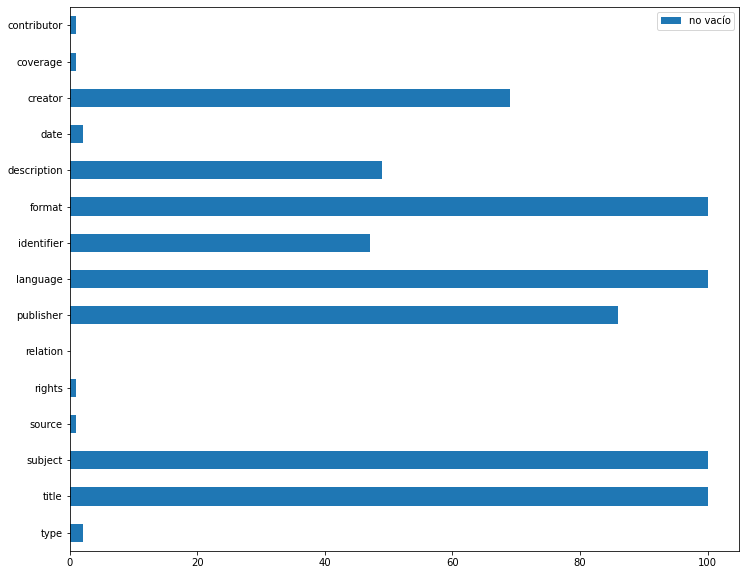 no vacío
contributor
coverage
creator
date
description
format
identifier
language
publisher
relation
rights
source
subject
title
type
0 20 40 60 80 100